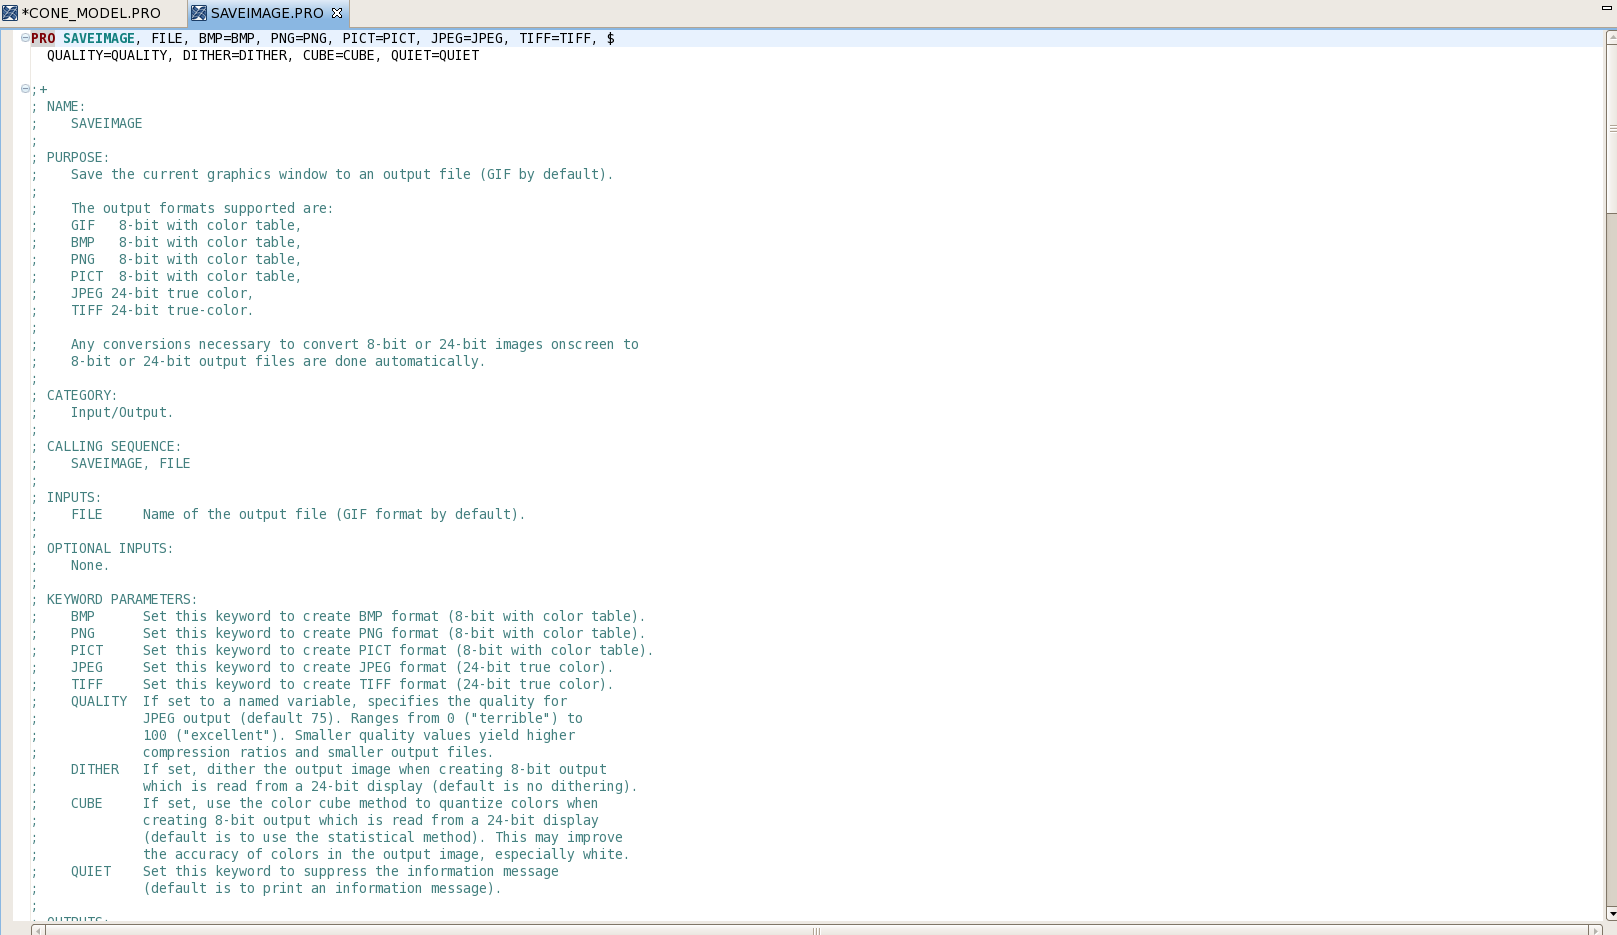 *CONE_MODEL.PRO SAVEIMAGE.PRO
PRO SAVEIMAGE, FILE, BMP=BMP, PNG=PNG, PICT=PICT, JPEG=JPEG, TIFF=TIFF, $
  QUALITY=QUALITY, DITHER=DITHER, CUBE=CUBE, QUIET=QUIET

;+
; NAME:
;    SAVEIMAGE
;
; PURPOSE:
;    Save the current graphics window to an output file (GIF by default).
;
;    The output formats supported are:
;    GIF   8-bit with color table,
;    BMP   8-bit with color table,
;    PNG   8-bit with color table,
;    PICT  8-bit with color table,
;    JPEG 24-bit true color,
;    TIFF 24-bit true-color.
;
;    Any conversions necessary to convert 8-bit or 24-bit images onscreen to
;    8-bit or 24-bit output files are done automatically.
;
; CATEGORY:
;    Input/Output.
;
; CALLING SEQUENCE:
;    SAVEIMAGE, FILE
;
; INPUTS:
;    FILE     Name of the output file (GIF format by default).
;
; OPTIONAL INPUTS:
;    None.
;
; KEYWORD PARAMETERS:
;    BMP      Set this keyword to create BMP format (8-bit with color table).
;    PNG      Set this keyword to create PNG format (8-bit with color table).
;    PICT     Set this keyword to create PICT format (8-bit with color table).
;    JPEG     Set this keyword to create JPEG format (24-bit true color).
;    TIFF     Set this keyword to create TIFF format (24-bit true color).
;    QUALITY  If set to a named variable, specifies the quality for
;             JPEG output (default 75). Ranges from 0 ("terrible") to
;             100 ("excellent"). Smaller quality values yield higher
;             compression ratios and smaller output files.
;    DITHER   If set, dither the output image when creating 8-bit output
;             which is read from a 24-bit display (default is no dithering).
;    CUBE     If set, use the color cube method to quantize colors when
;             creating 8-bit output which is read from a 24-bit display
;             (default is to use the statistical method). This may improve
;             the accuracy of colors in the output image, especially white.
;    QUIET    Set this keyword to suppress the information message
;             (default is to print an information message).
;
; OUTPUTS: